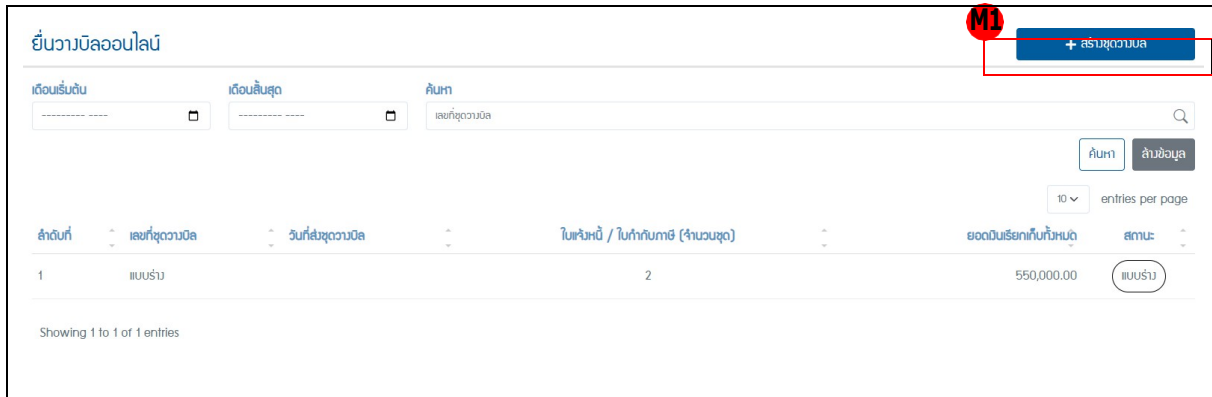 M1
ยื่นวางบิลออนไลน์
+ สร้างชุดวางบิล
เดือนเริ่มต้น เดือนสิ้นสุด ค้นหา
--------- ---- --------- ---- เลขที่ชุดวางบิล
ค้นหา ล้างข้อมูล
10 entries per page
ลำดับที่ เลขที่ชุดวางบิล วันที่ส่งชุดวางบิล ใบแจ้งหนี้ / ใบกำกับภาษี (จำนวนชุด) ยอดเงินเรียกเก็บทั้งหมด สถานะ
1 แบบร่าง 2 550,000.00 แบบร่าง
Showing 1 to 1 of 1 entries